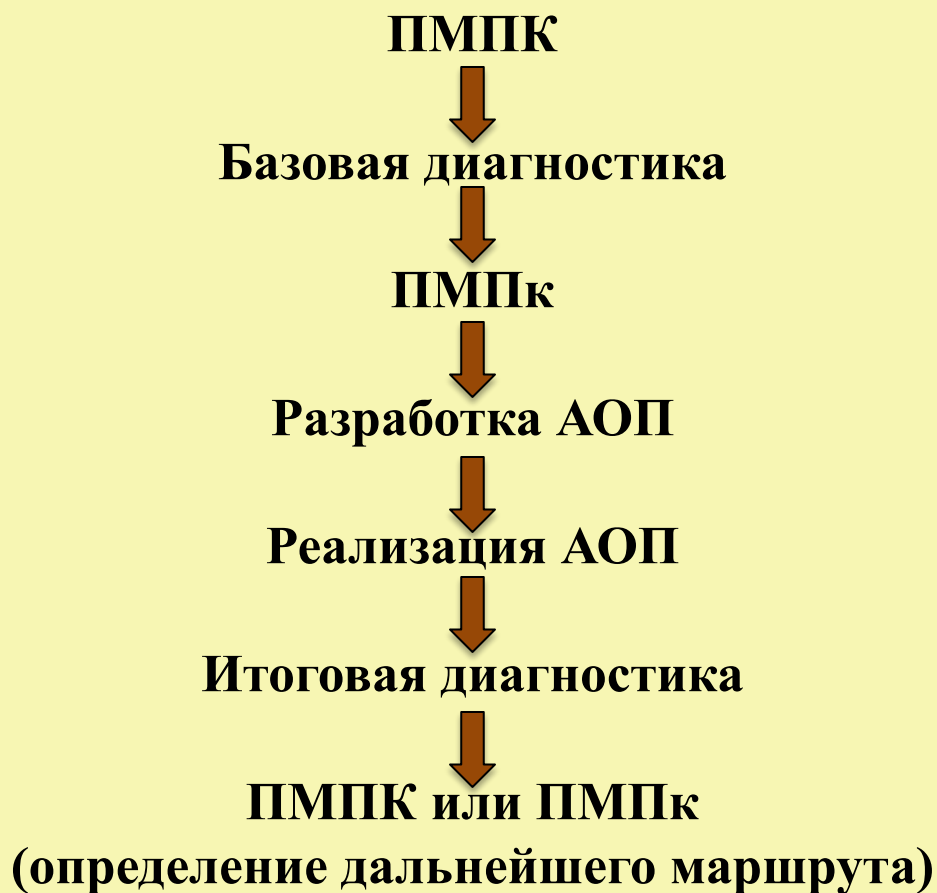 ПМПК
Базовая диагностика
ПМПк
Разработка АОП
Реализация АОП
Итоговая диагностика
ПМПК или ПМПк
(определение дальнейшего маршрута)